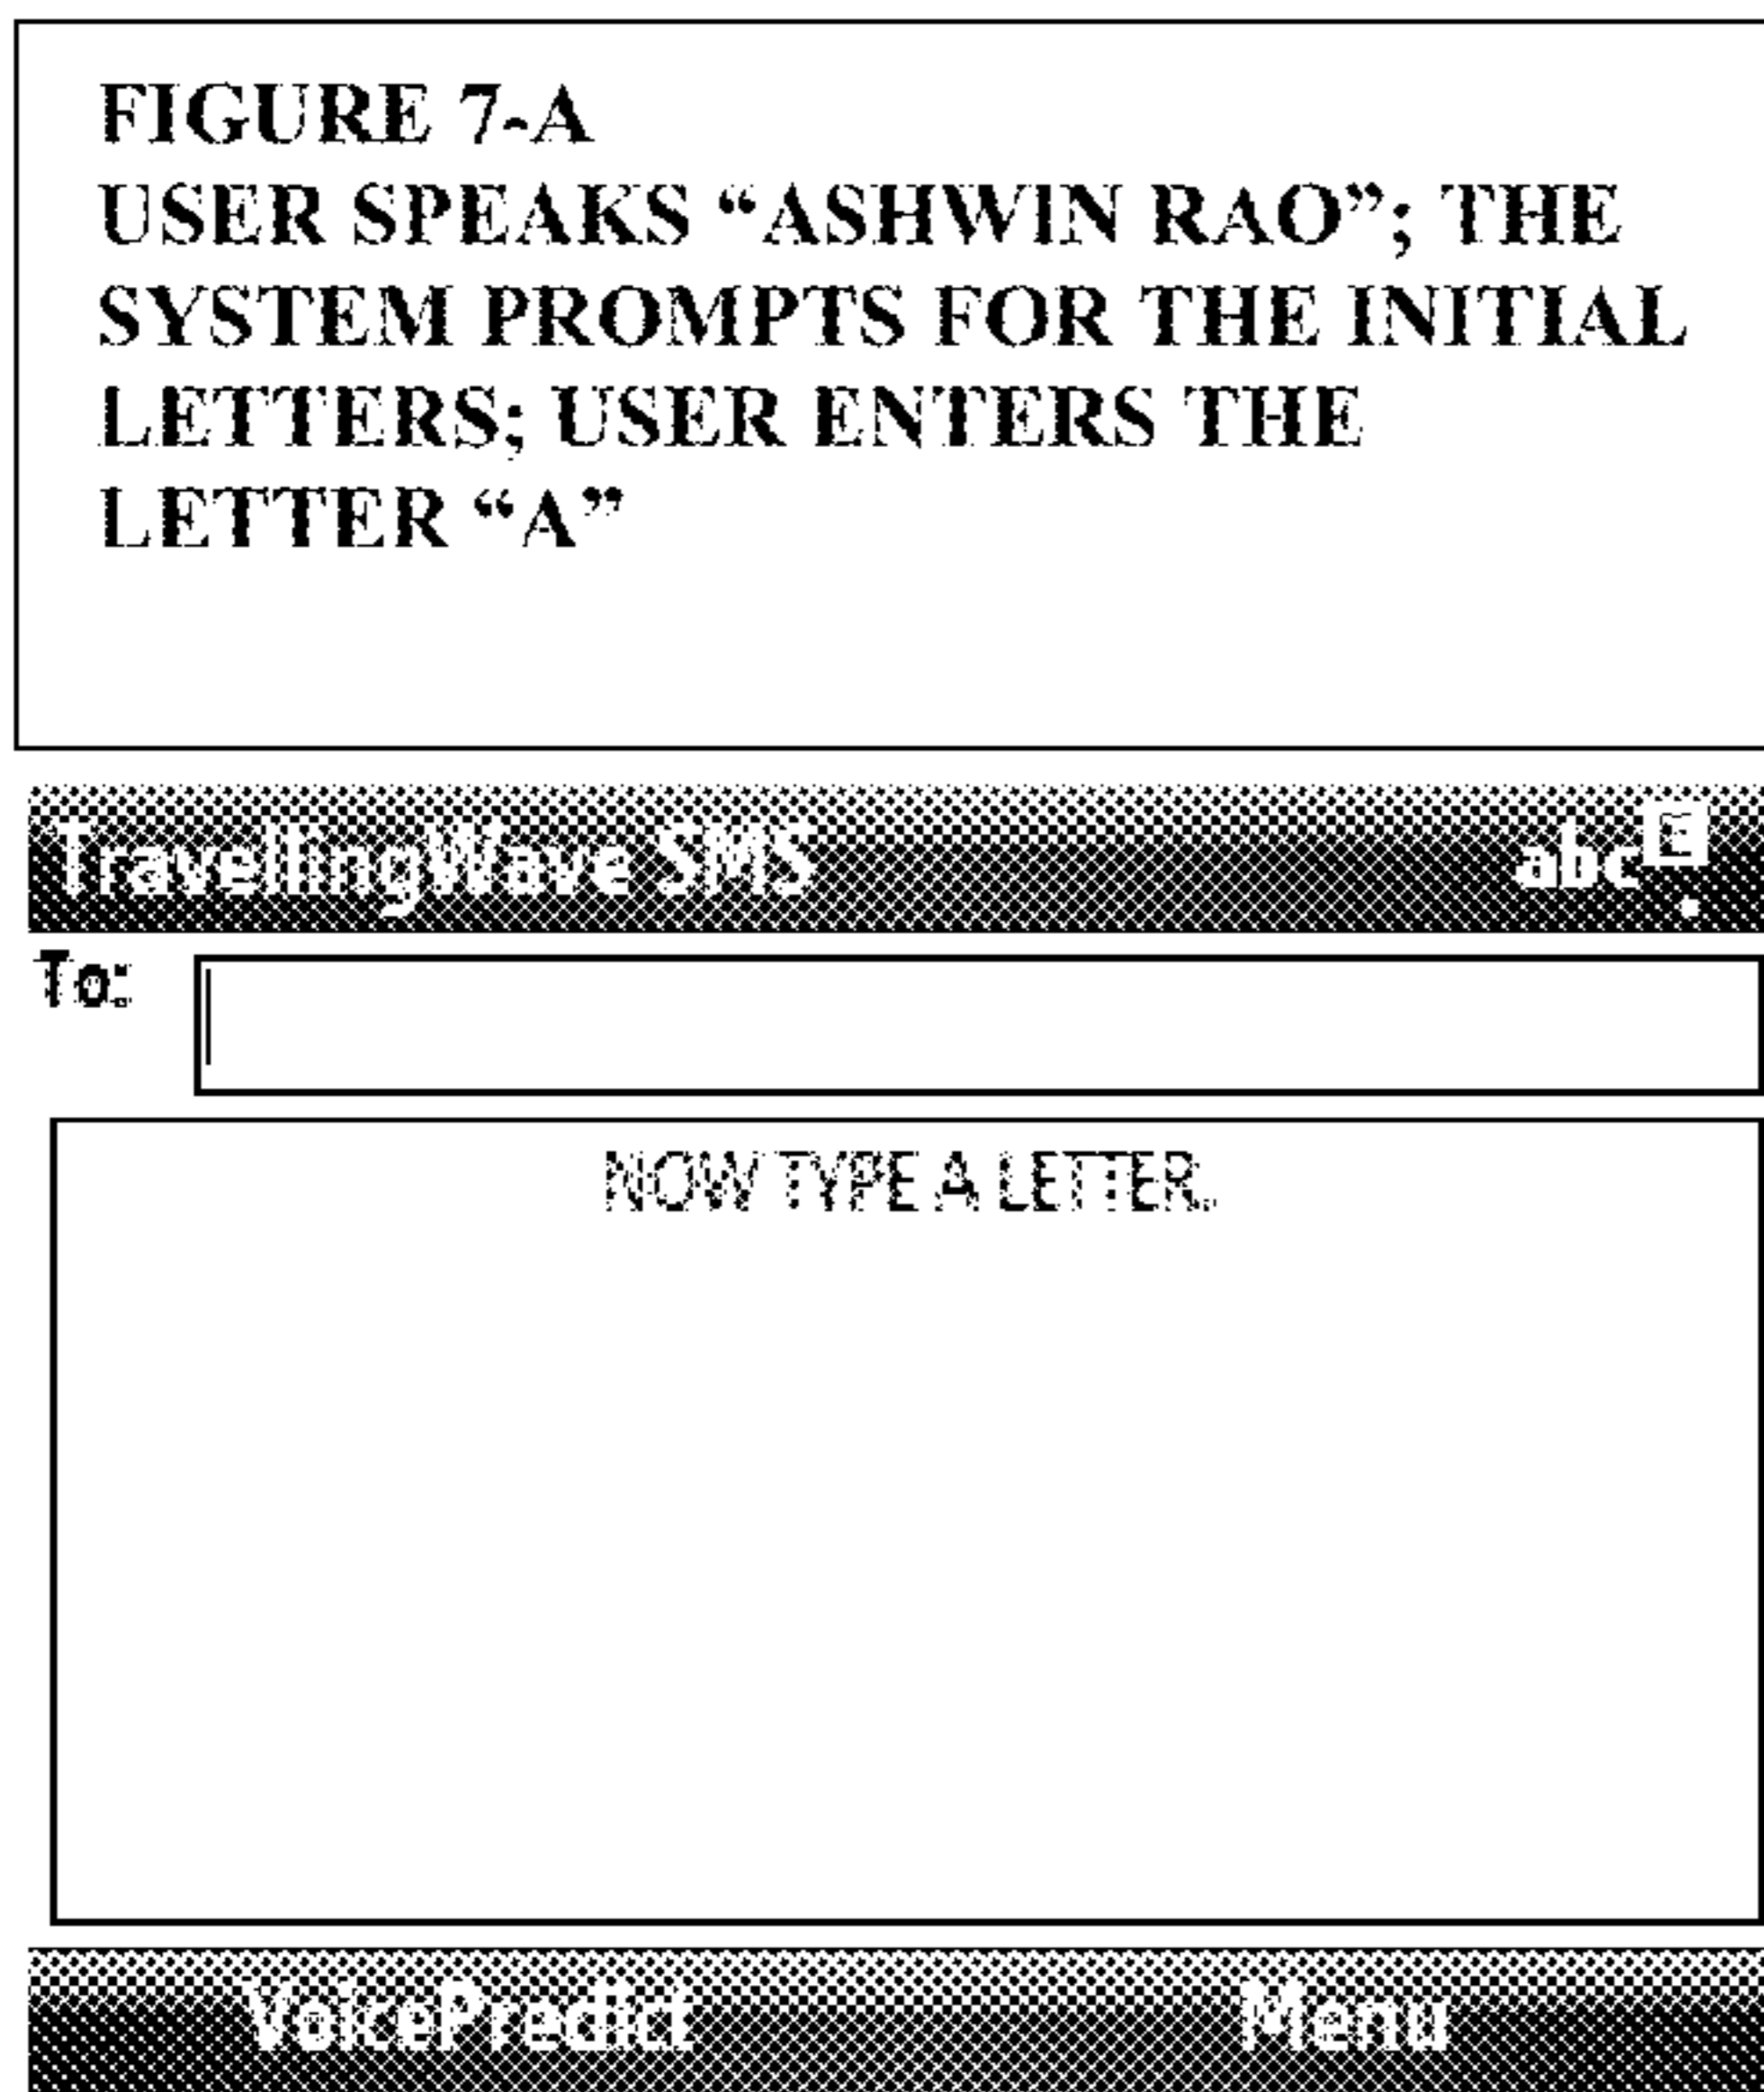 FIGURE 7-A
USER SPEAKS “ASHWIN RAO”; THE
SYSTEM PROMPTS FOR THE INITIAL
LETTERS; USER ENTERS THE
LETTER “A”
TravellingWave SMS abc
To:
NOW TYPE A LETTER.
VoicePredict Menu